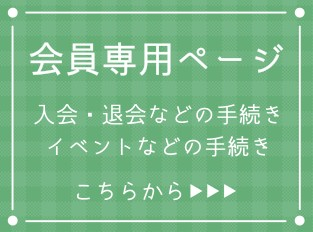 会員専用ページ
入会・退会などの手続き
イベントなどの手続き
こちらから▶▶▶